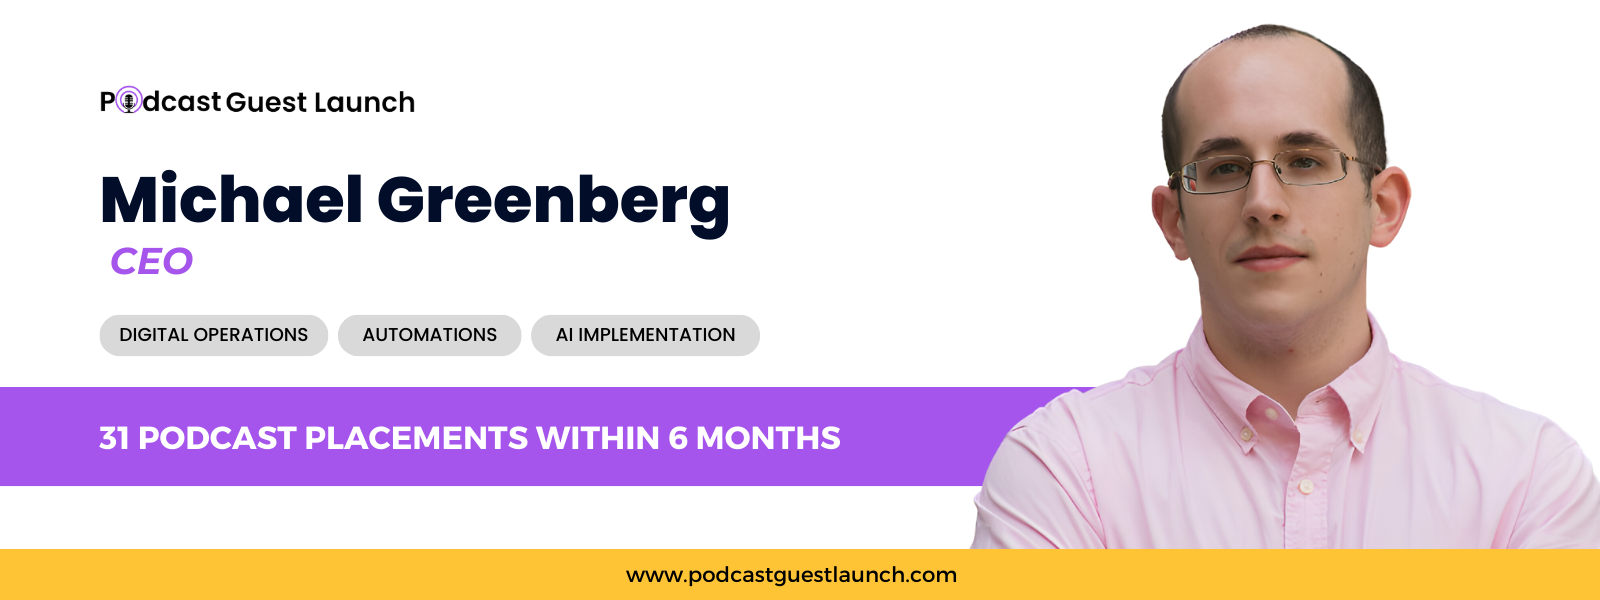 Podcast Guest Launch
Michael Greenberg
CEO
DIGITAL OPERATIONS
AUTOMATIONS
AI IMPLEMENTATION
31 PODCAST PLACEMENTS WITHIN 6 MONTHS
www.podcastguestlaunch.com